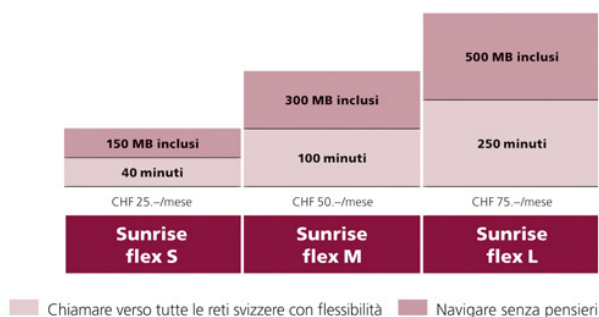 500 MB inclusi
300 MB inclusi
250 minuti
150 MB inclusi
100 minuti
40 minuti
CHF 25.–/mese
CHF 50.–/mese
CHF 75.–/mese
Sunrise
flex S
Sunrise
flex M
Sunrise
flex L
Chiamare verso tutte le reti svizzere con flessibilità
Navigare senza pensieri